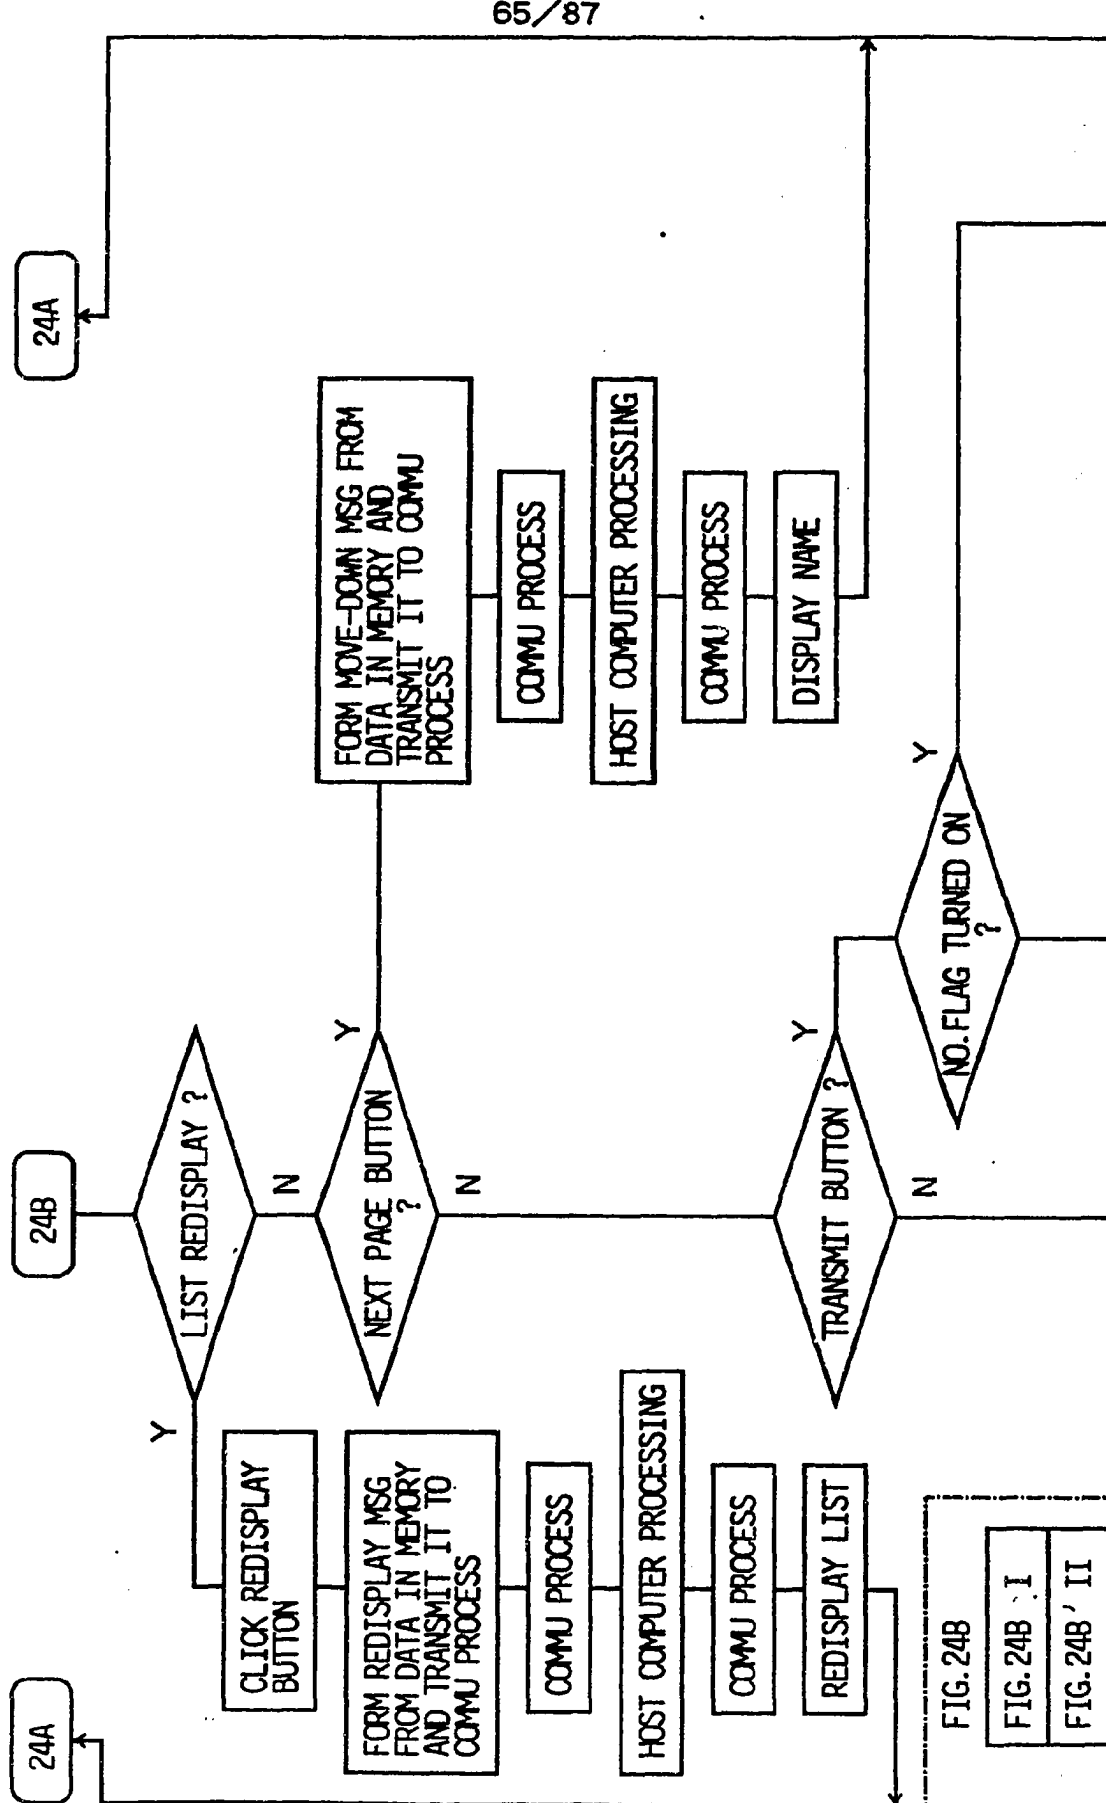 65/87
24A
24B
24A
LIST REDISPLAY ?
Y
N
CLICK REDISPLAY
BUTTON
FORM REDISPLAY MSG
FROM DATA IN MEMORY
AND TRANSMIT IT TO
COMMU PROCESS
COMMU PROCESS
HOST COMPUTER PROCESSING
COMMU PROCESS
REDISPLAY LIST
NEXT PAGE BUTTON
?
Y
N
FORM MOVE-DOWN MSG FROM
DATA IN MEMORY AND
TRANSMIT IT TO COMMU
PROCESS
COMMU PROCESS
HOST COMPUTER PROCESSING
COMMU PROCESS
DISPLAY NAME
TRANSMIT BUTTON ?
Y
N
NO.FLAG TURNED ON
?
Y
FIG.24B
FIG.24B I
FIG.24B' II